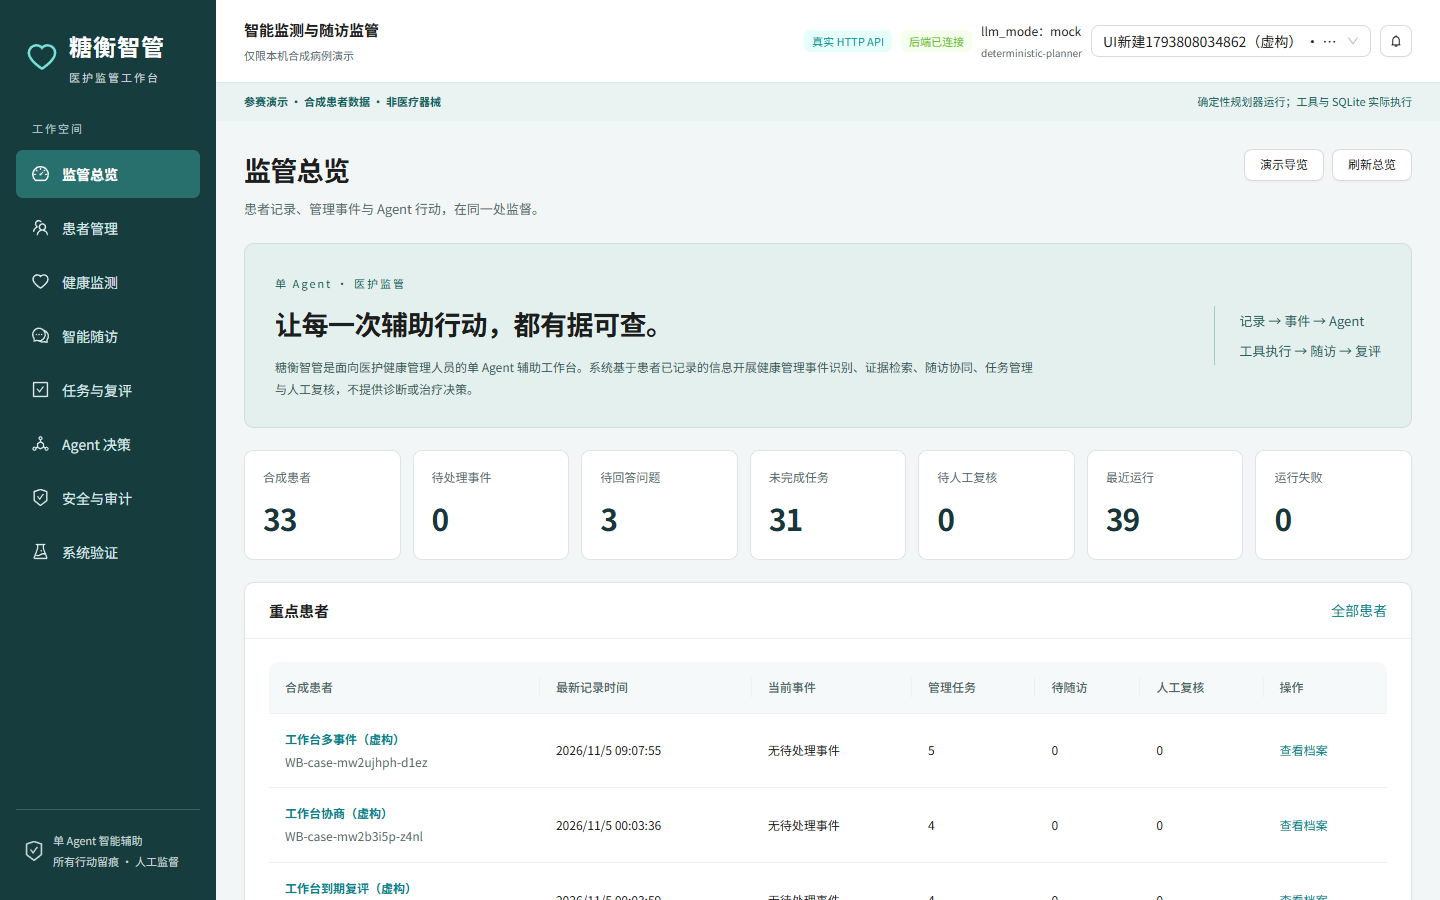 糖衡智管
医护监管工作台
工作空间
监管总览
患者管理
健康监测
智能随访
任务与复评
Agent 决策
安全与审计
系统验证
单 Agent 智能辅助
所有行动留痕 · 人工监督
智能监测与随访监管
仅限本机合成病例演示
真实 HTTP API
后端已连接
llm_mode：mock
deterministic-planner
UI新建1793808034862（虚构） · ···
参赛演示 · 合成患者数据 · 非医疗器械
确定性规划器运行；工具与 SQLite 实际执行
监管总览
患者记录、管理事件与 Agent 行动，在同一处监督。
演示导览
刷新总览
单 Agent · 医护监管
让每一次辅助行动，都有据可查。
糖衡智管是面向医护健康管理人员的单 Agent 辅助工作台。系统基于患者已记录的信息开展健康管理事件识别、证据检索、随访协同、任务管理
与人工复核，不提供诊断或治疗决策。
记录 → 事件 → Agent
工具执行 → 随访 → 复评
合成患者
33
待处理事件
0
待回答问题
3
未完成任务
31
待人工复核
0
最近运行
39
运行失败
0
重点患者
全部患者
合成患者 最新记录时间 当前事件 管理任务 待随访 人工复核 操作
工作台多事件（虚构）
WB-case-mw2ujhph-d1ez
2026/11/5 09:07:55 无待处理事件 5 0 0 查看档案
工作台协商（虚构）
WB-case-mw2b3i5p-z4nl
2026/11/5 00:03:36 无待处理事件 4 0 0 查看档案
工作台到期复评（虚构）
2026/11/5 00:03:50 无待处理事件 4 0 0 查看档案